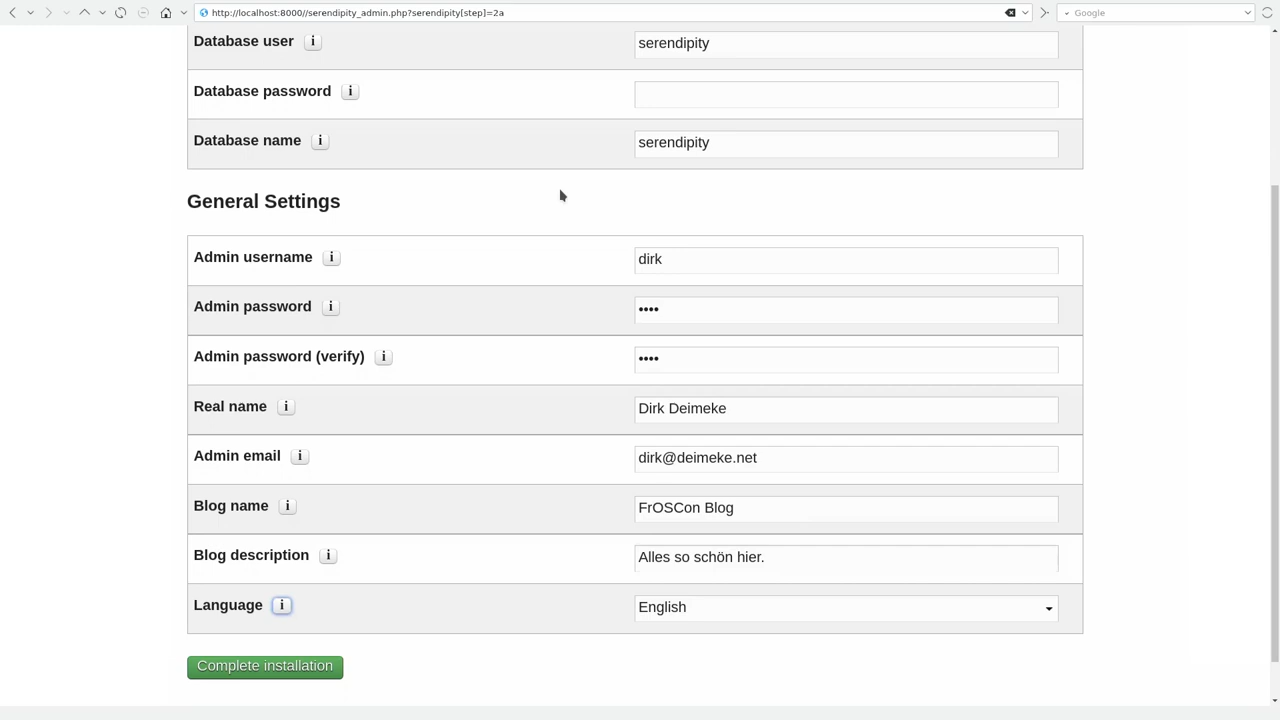 http://localhost:8000//serendipity_admin.php?serendipity[step]=2a
Google
Database user i
serendipity
Database password i
Database name i
serendipity
General Settings
Admin username i
dirk
Admin password i
••••
Admin password (verify) i
••••
Real name i
Dirk Deimeke
Admin email i
dirk@deimeke.net
Blog name i
FrOSCon Blog
Blog description i
Alles so schön hier.
Language i
English
Complete installation